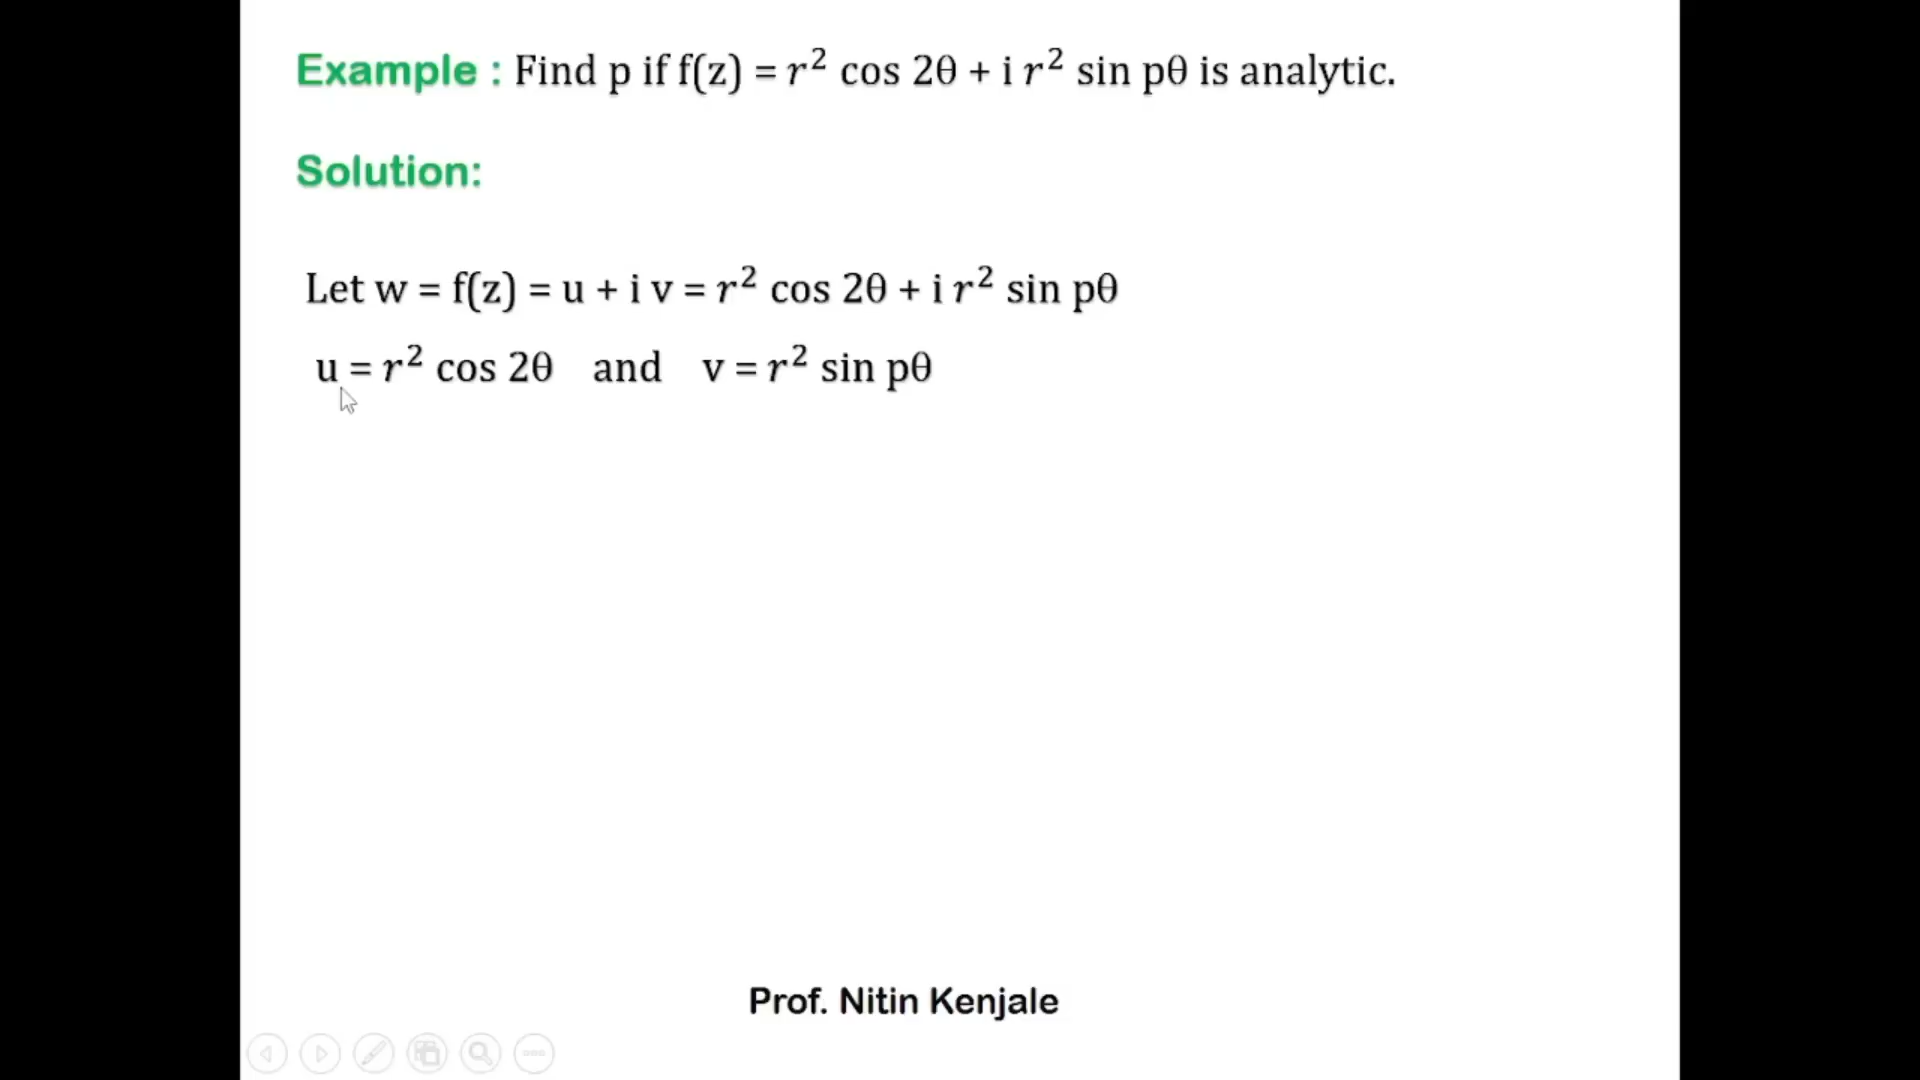 Example : Find p if f(z) = r² cos 2θ + i r² sin pθ is analytic.
Solution:
Let w = f(z) = u + i v = r² cos 2θ + i r² sin pθ
u = r² cos 2θ and v = r² sin pθ
Prof. Nitin Kenjale